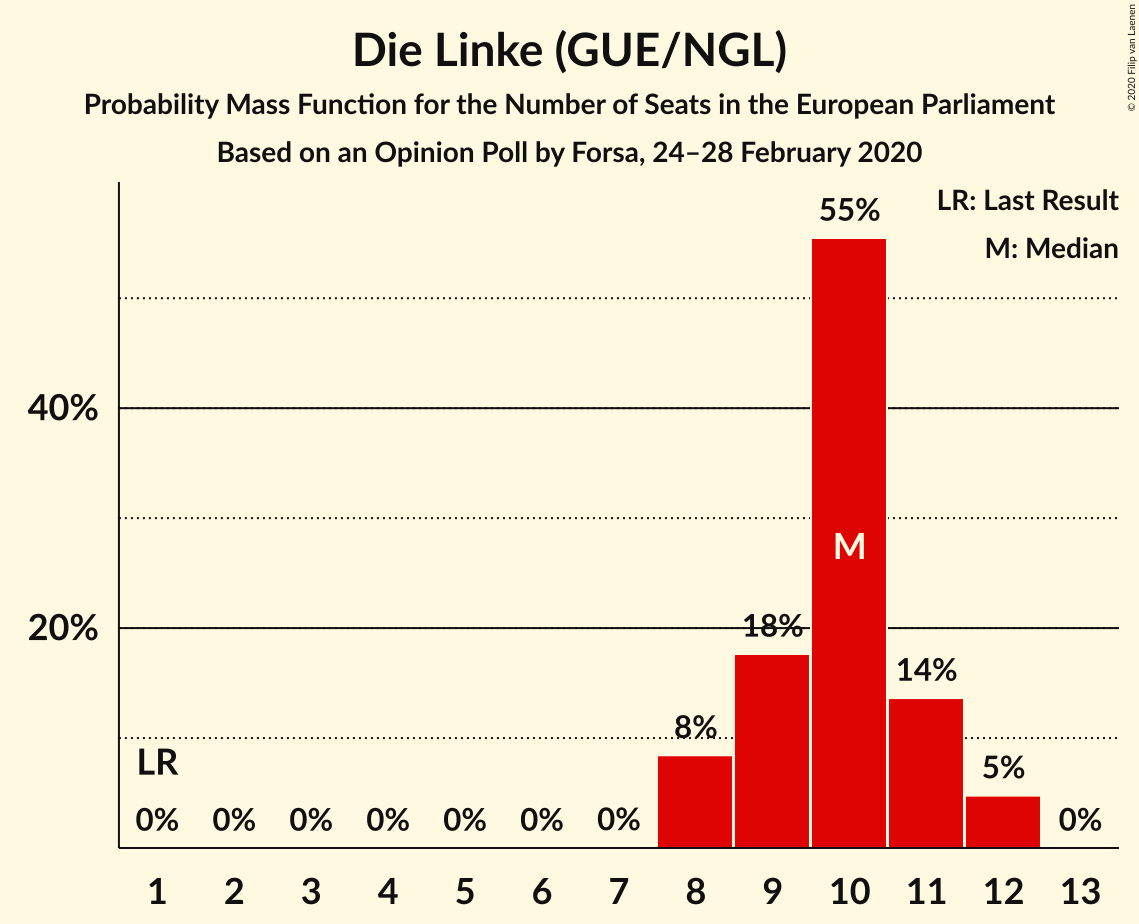 Die Linke (GUE/NGL)
Probability Mass Function for the Number of Seats in the European Parliament
Based on an Opinion Poll by Forsa, 24–28 February 2020
© 2020 Filip van Laenen
LR: Last Result
M: Median
55%
40%
M
20%
18%
14%
8%
5%
LR
0% 0% 0% 0% 0% 0% 0% 0%
1 2 3 4 5 6 7 8 9 10 11 12 13